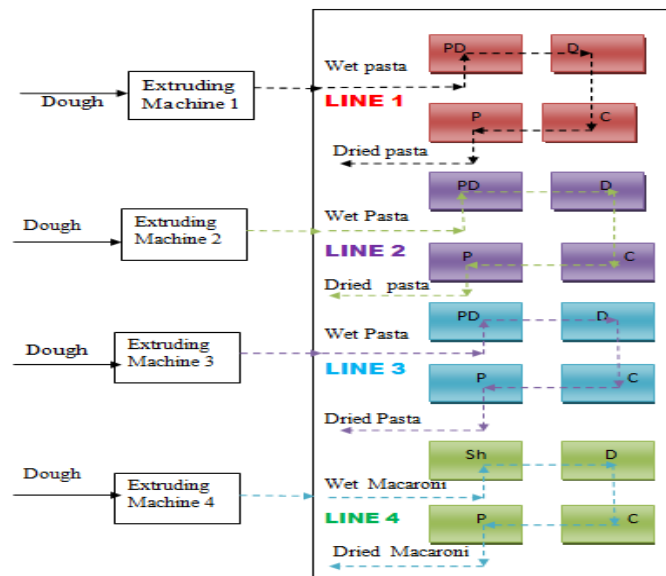 PD D
Wet pasta
Extruding
Machine 1
Dough
LINE 1
P C
Dried pasta
PD D
Dough
Extruding
Machine 2
Wet Pasta
LINE 2
P C
Dried pasta
PD D
Wet Pasta
Dough
Extruding
Machine 3
LINE 3
P C
Dried Pasta
Sh D
Dough
Extruding
Machine 4
Wet Macaroni
LINE 4
P C
Dried Macaroni